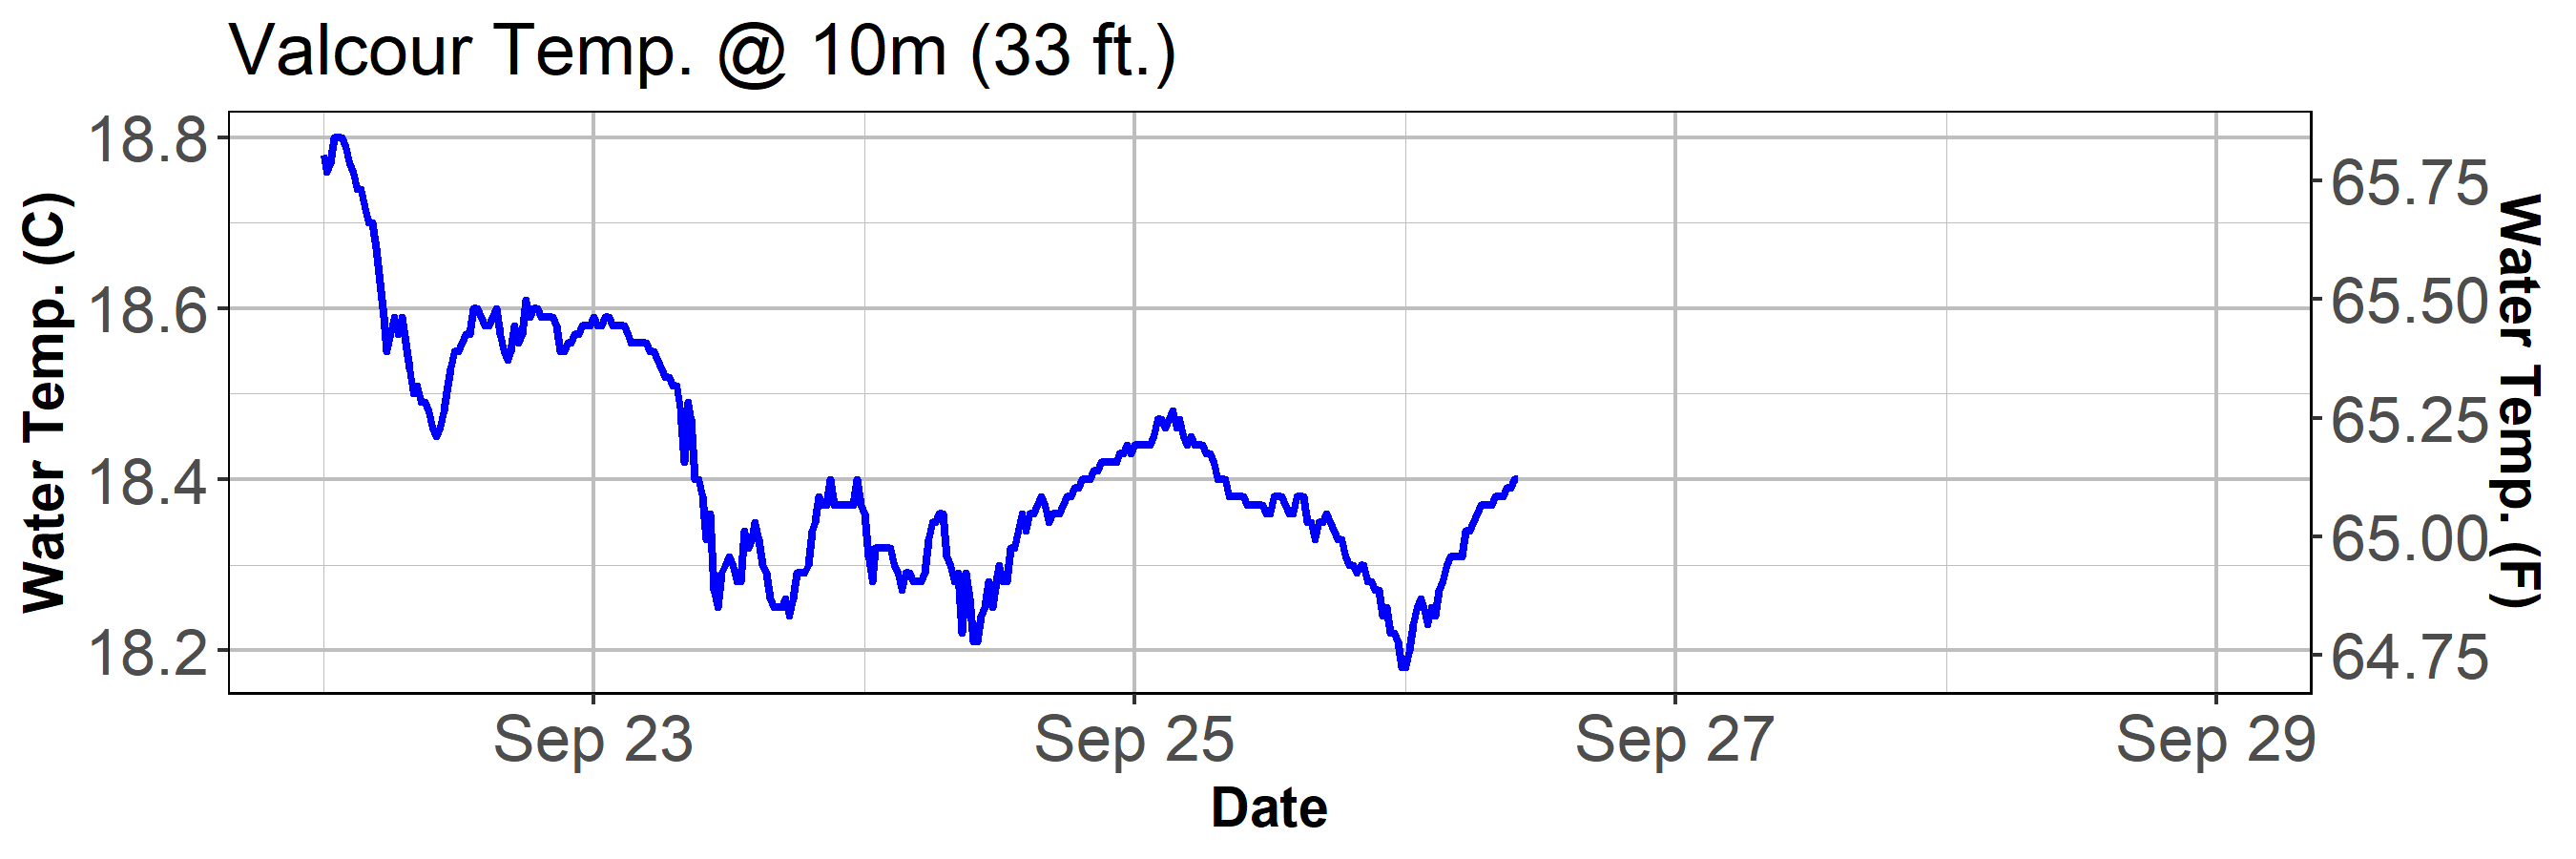 Valcour Temp. @ 10m (33 ft.)
Water Temp. (C)
18.8
18.6
18.4
18.2
65.75
65.50
65.25
65.00
64.75
Water Temp. (F)
Sep 23
Sep 25
Sep 27
Sep 29
Date